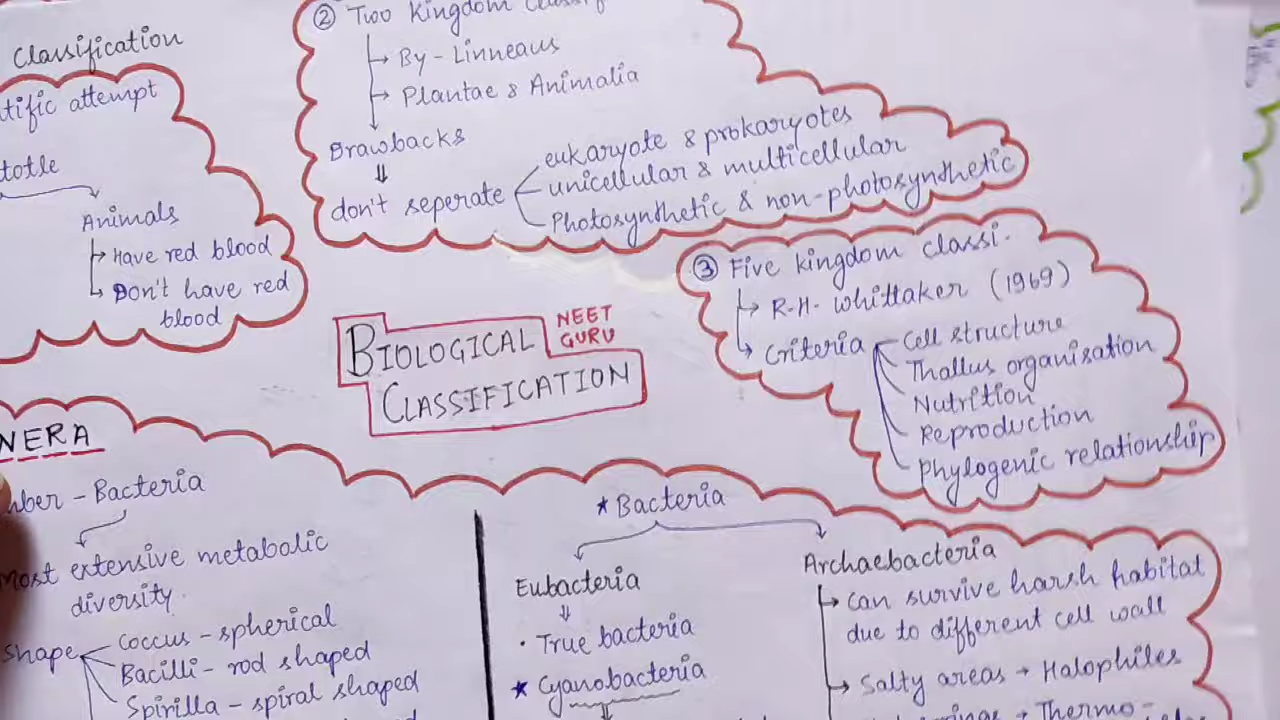 Classification
tific attempt
totle
Animals
Have red blood
Don't have red
blood
② Two kingdom classif
By - Linneaus
Plantae & Animalia
Drawbacks
⇓
don't seperate
eukaryote & prokaryotes
unicellular & multicellular
Photosynthetic & non-photosynthetic
③ Five kingdom classi.
R.H. Whittaker (1969)
Criteria
Cell structure
Thallus organisation
Nutrition
Reproduction
Phylogenic relationship
BIOLOGICAL
CLASSIFICATION
NEET
GURU
NERA
mber - Bacteria
Most extensive metabolic
diversity.
Shape
Coccus - spherical
Bacilli - rod shaped
Spirilla - spiral shaped
* Bacteria
Eubacteria
⇓
• True bacteria
* Cyanobacteria
Archaebacteria
Can survive harsh habitat
due to different cell wall
Salty areas → Halophiles
→ Thermo-